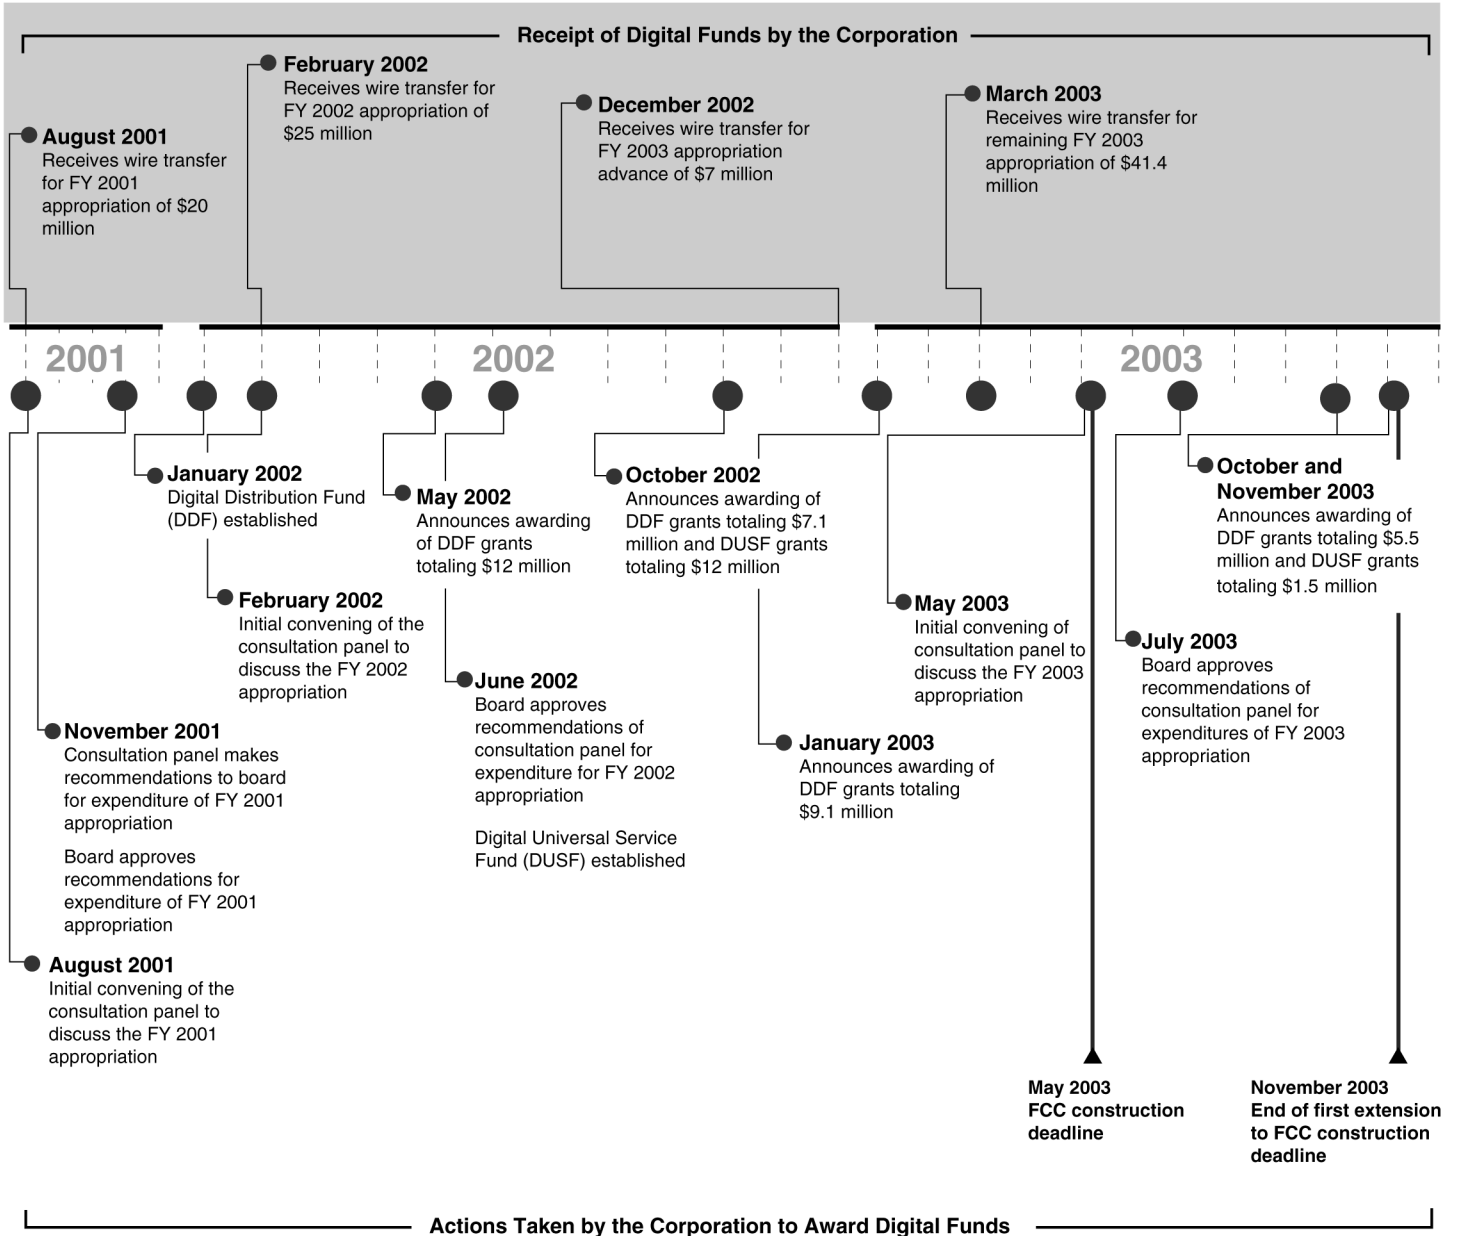 Receipt of Digital Funds by the Corporation
February 2002
Receives wire transfer for
FY 2002 appropriation of
$25 million
December 2002
Receives wire transfer for
FY 2003 appropriation
advance of $7 million
March 2003
Receives wire transfer for
remaining FY 2003
appropriation of $41.4
million
August 2001
Receives wire transfer
for FY 2001
appropriation of $20
million
2001
2002
2003
January 2002
Digital Distribution Fund
(DDF) established
May 2002
Announces awarding
of DDF grants
totaling $12 million
October 2002
Announces awarding of
DDF grants totaling $7.1
million and DUSF grants
totaling $12 million
October and
November 2003
Announces awarding of
DDF grants totaling $5.5
million and DUSF grants
totaling $1.5 million
February 2002
Initial convening of the
consultation panel to
discuss the FY 2002
appropriation
May 2003
Initial convening of
consultation panel to
discuss the FY 2003
appropriation
July 2003
Board approves
recommendations of
consultation panel for
expenditures of FY 2003
appropriation
June 2002
Board approves
recommendations of
consultation panel for
expenditure for FY 2002
appropriation
Digital Universal Service
Fund (DUSF) established
November 2001
Consultation panel makes
recommendations to board
for expenditure of FY 2001
appropriation
Board approves
recommendations for
expenditure of FY 2001
appropriation
January 2003
Announces awarding of
DDF grants totaling
$9.1 million
August 2001
Initial convening of the
consultation panel to
discuss the FY 2001
appropriation
May 2003
FCC construction
deadline
November 2003
End of first extension
to FCC construction
deadline
Actions Taken by the Corporation to Award Digital Funds